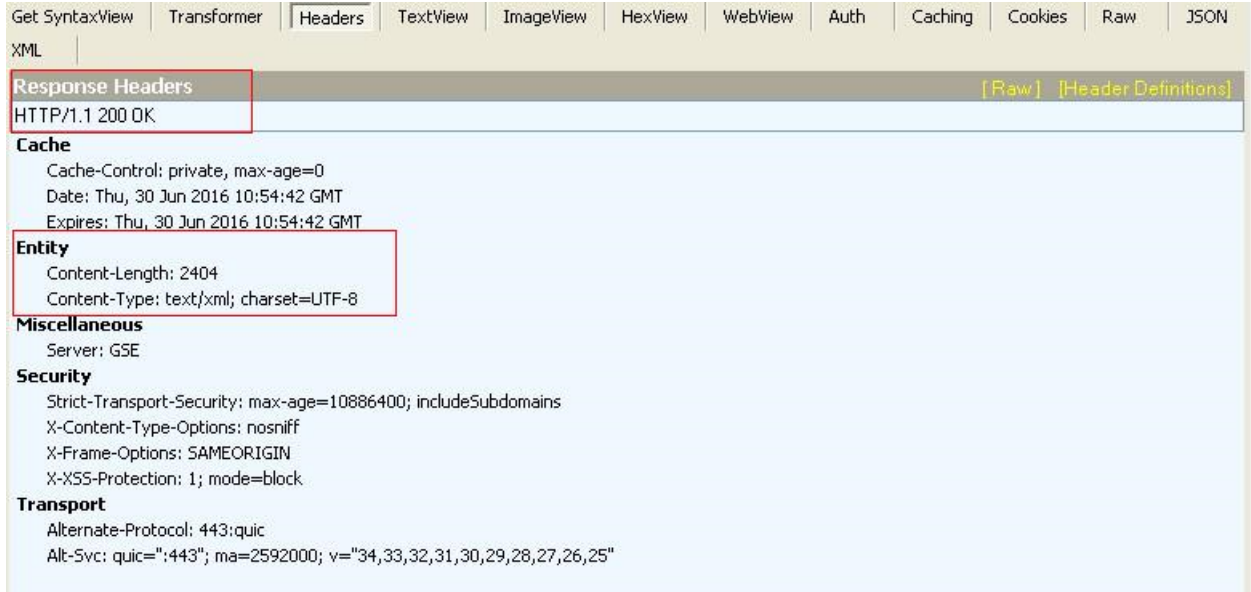 Get SyntaxView Transformer Headers TextView ImageView HexView WebView Auth Caching Cookies Raw JSON
XML
Response Headers [Raw] [Header Definitions]
HTTP/1.1 200 OK
Cache
Cache-Control: private, max-age=0
Date: Thu, 30 Jun 2016 10:54:42 GMT
Expires: Thu, 30 Jun 2016 10:54:42 GMT
Entity
Content-Length: 2404
Content-Type: text/xml; charset=UTF-8
Miscellaneous
Server: GSE
Security
Strict-Transport-Security: max-age=10886400; includeSubdomains
X-Content-Type-Options: nosniff
X-Frame-Options: SAMEORIGIN
X-XSS-Protection: 1; mode=block
Transport
Alternate-Protocol: 443:quic
Alt-Svc: quic=":443"; ma=2592000; v="34,33,32,31,30,29,28,27,26,25"